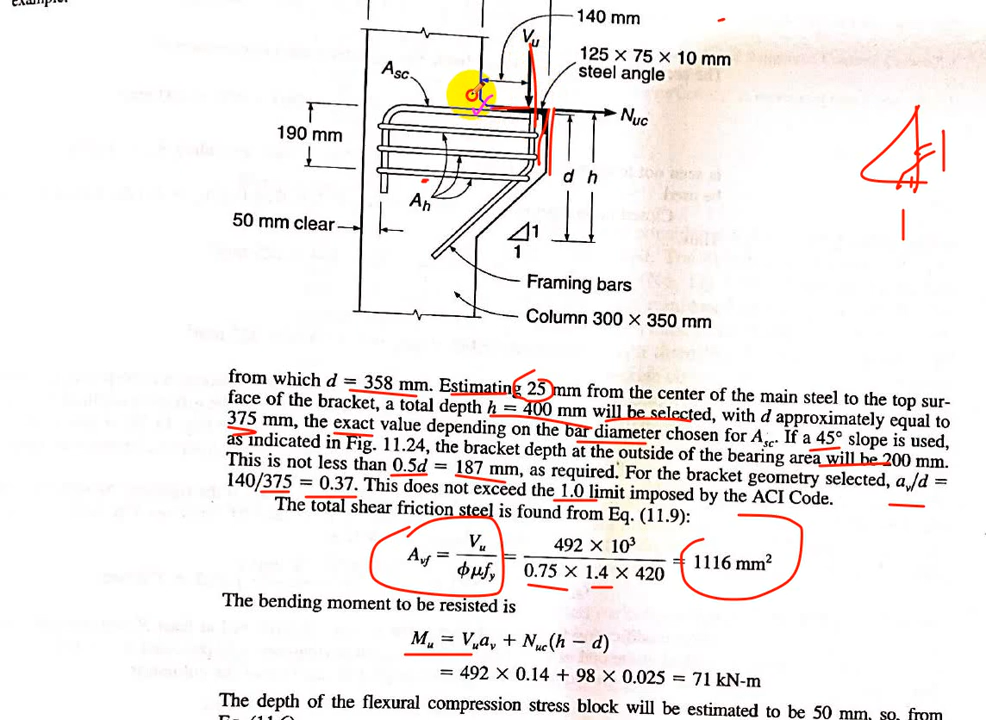 140 mm
Vu
125 × 75 × 10 mm
steel angle
Asc
Nuc
190 mm
d h
Ah
50 mm clear
1
1
Framing bars
Column 300 × 350 mm
1
1
from which d = 358 mm. Estimating 25 mm from the center of the main steel to the top sur-
face of the bracket, a total depth h = 400 mm will be selected, with d approximately equal to
375 mm, the exact value depending on the bar diameter chosen for Asc. If a 45° slope is used,
as indicated in Fig. 11.24, the bracket depth at the outside of the bearing area will be 200 mm.
This is not less than 0.5d = 187 mm, as required. For the bracket geometry selected, av/d =
140/375 = 0.37. This does not exceed the 1.0 limit imposed by the ACI Code.
The total shear friction steel is found from Eq. (11.9):
Avf = Vu / ϕμfy = 492 × 10³ / 0.75 × 1.4 × 420 = 1116 mm²
The bending moment to be resisted is
Mu = Vuav + Nuc(h − d)
= 492 × 0.14 + 98 × 0.025 = 71 kN-m
The depth of the flexural compression stress block will be estimated to be 50 mm, so, from